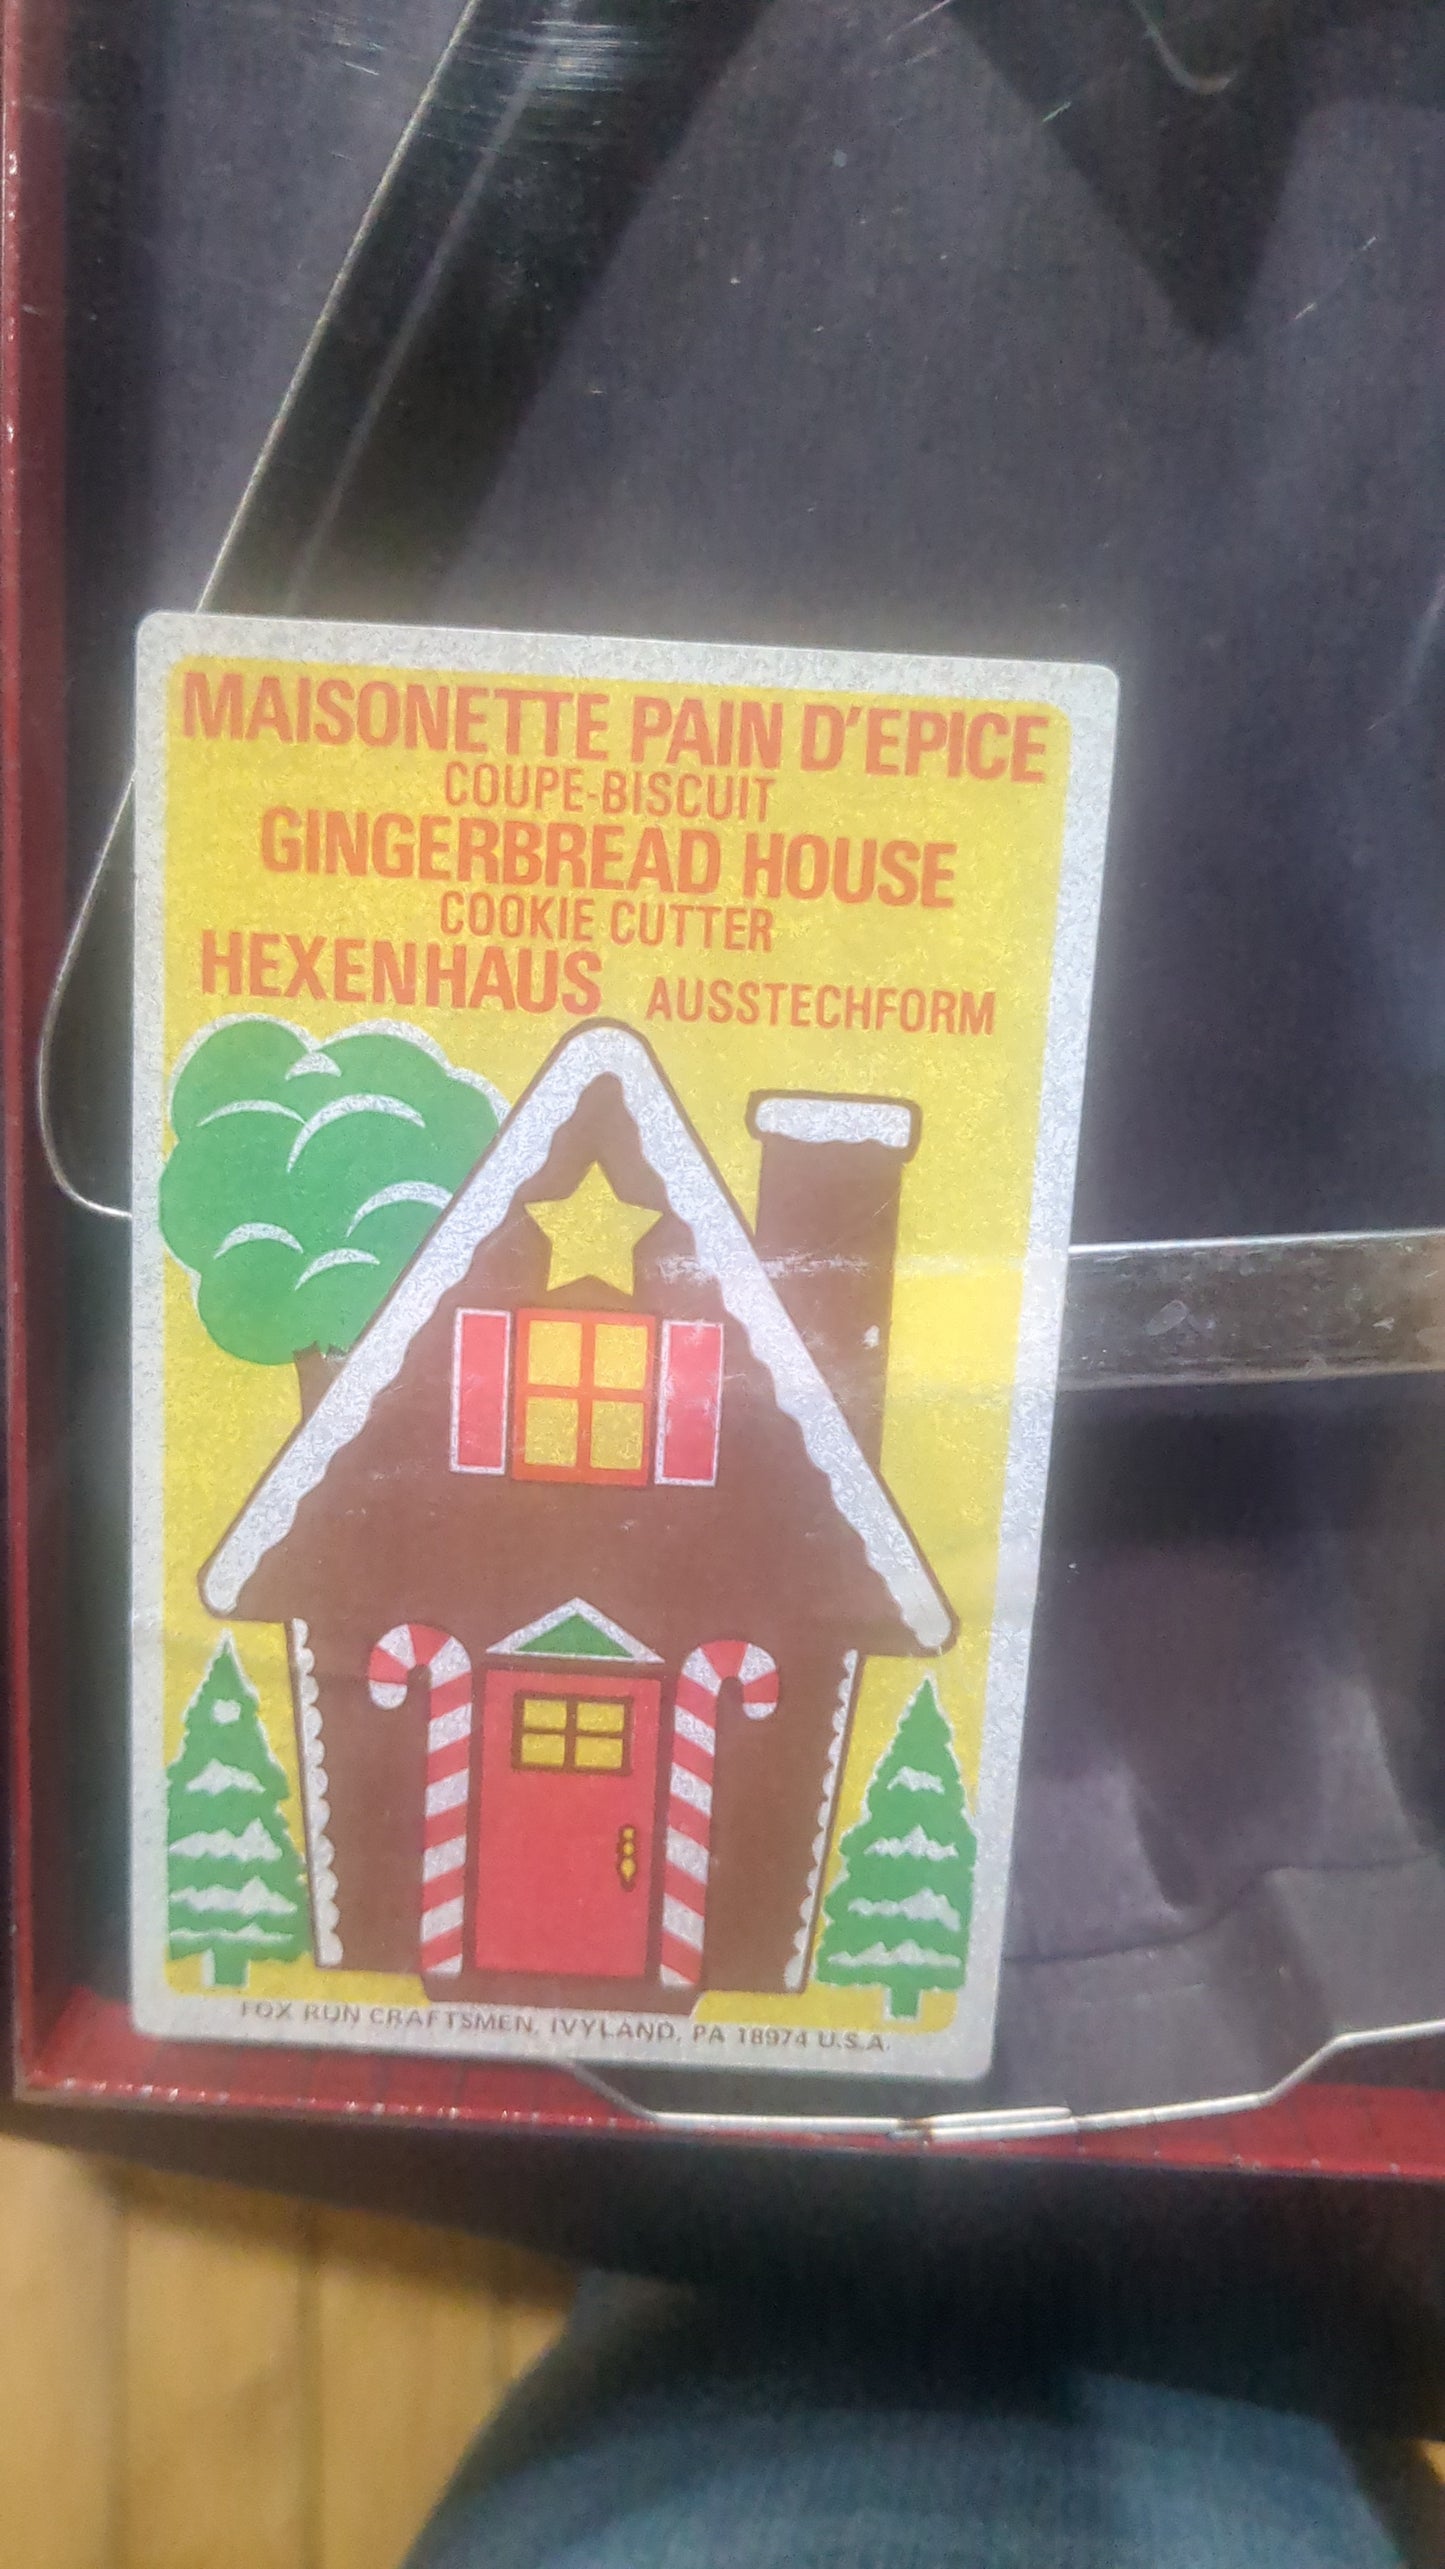 MAISONETTE PAIN D'EPICE
COUPE-BISCUIT
GINGERBREAD HOUSE
COOKIE CUTTER
HEXENHAUS AUSSTECHFORM
FOX RUN CRAFTSMEN, IVYLAND, PA 18974 U.S.A.